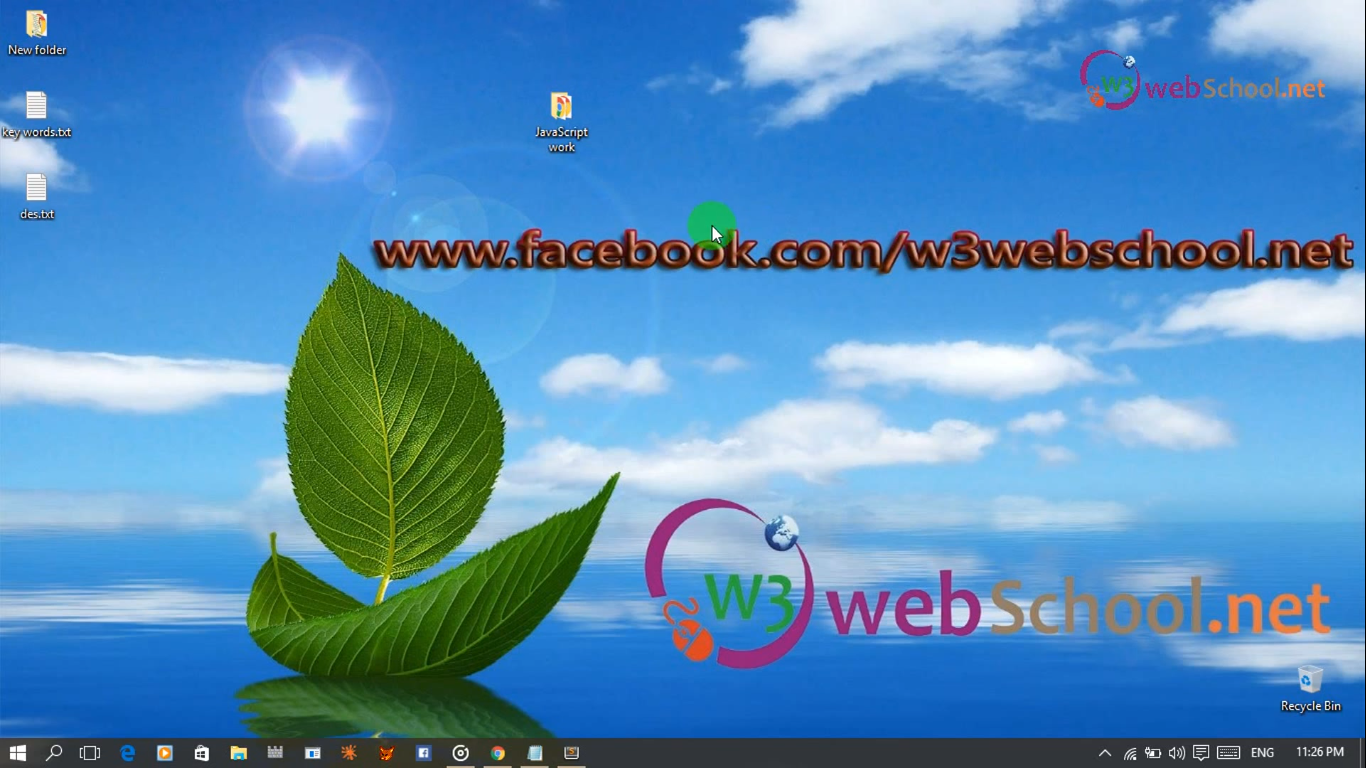 New folder
key words.txt
des.txt
JavaScript
work
W3 webSchool.net
www.facebook.com/w3webschool.net
W3 webSchool.net
Recycle Bin
ENG
11:26 PM